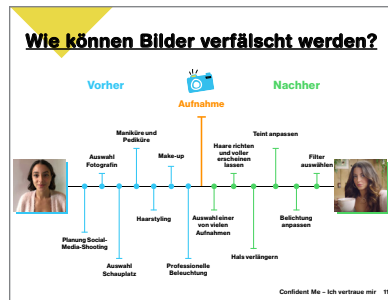 Wie können Bilder verfälscht werden?
Vorher
Nachher
Aufnahme
Maniküre und
Pediküre
Teint anpassen
Auswahl
Fotografin
Make-up
Haare richten
und voller
erscheinen
lassen
Filter
auswählen
Planung Social-
Media-Shooting
Haarstyling
Auswahl einer
von vielen
Aufnahmen
Belichtung
anpassen
Auswahl
Schauplatz
Professionelle
Beleuchtung
Hals verlängern
Confident Me – Ich vertraue mir 11